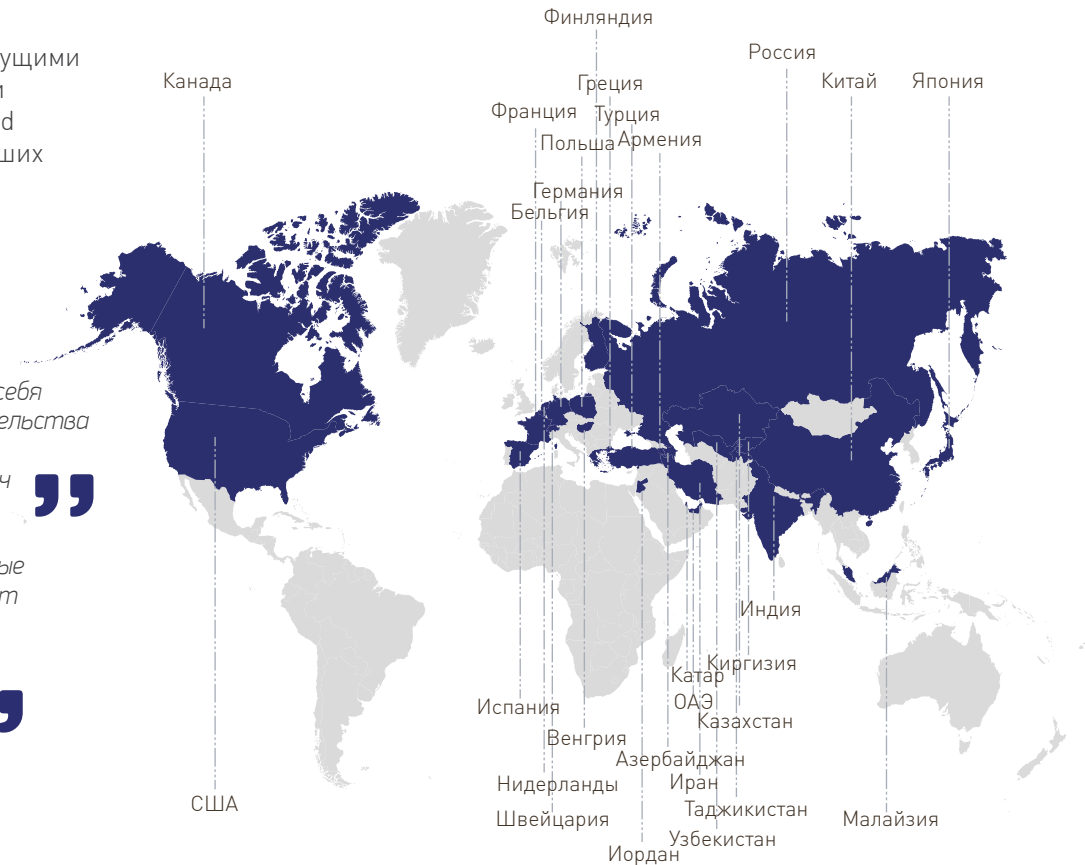 ущими
и
d
ших
себя
ельства
ч
”
ые
от
”
Финляндия
Россия
Канада
Греция
Китай
Япония
Франция
Турция
Польша
Армения
Германия
Бельгия
Индия
Киргизия
Катар
ОАЭ
Испания
Казахстан
Венгрия
Азербайджан
Иран
Нидерланды
США
Таджикистан
Швейцария
Малайзия
Узбекистан
Иордан